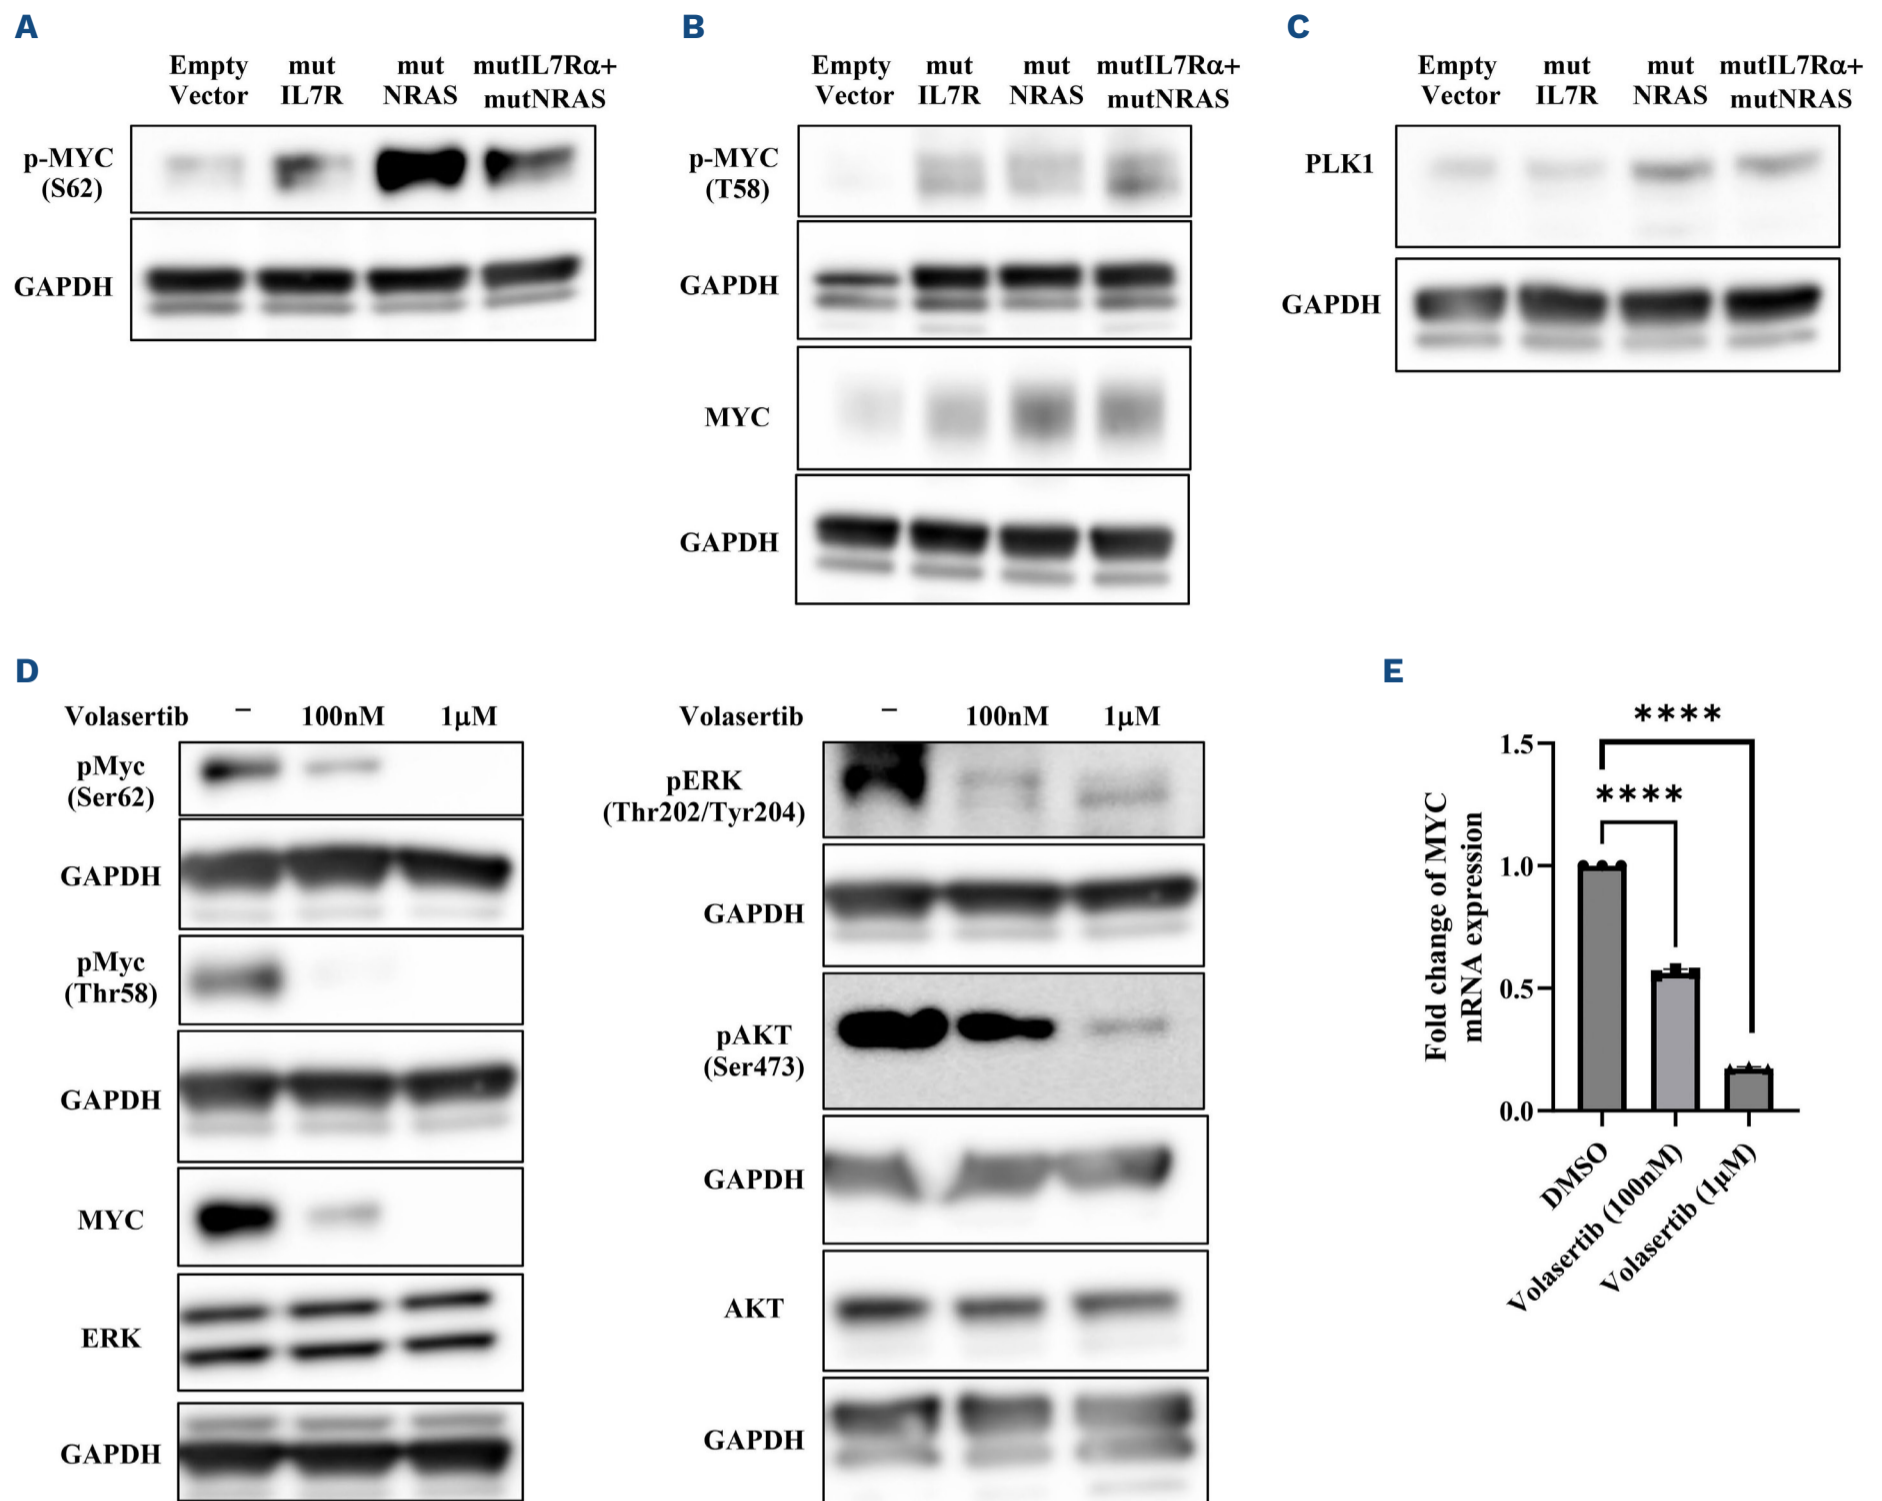 A
Empty Vector
mut IL7R
mut NRAS
mutIL7Rα+ mutNRAS
p-MYC
(S62)
GAPDH
B
Empty Vector
mut IL7R
mut NRAS
mutIL7Rα+ mutNRAS
p-MYC
(T58)
GAPDH
MYC
GAPDH
C
Empty Vector
mut IL7R
mut NRAS
mutIL7Rα+ mutNRAS
PLK1
GAPDH
D
Volasertib – 100nM 1μM
pMyc
(Ser62)
GAPDH
pMyc
(Thr58)
GAPDH
MYC
ERK
GAPDH
Volasertib – 100nM 1μM
pERK
(Thr202/Tyr204)
GAPDH
pAKT
(Ser473)
GAPDH
AKT
GAPDH
E
Fold change of MYC
mRNA expression
****
****
1.5
1.0
0.5
0.0
DMSO
Volasertib (100nM)
Volasertib (1μM)